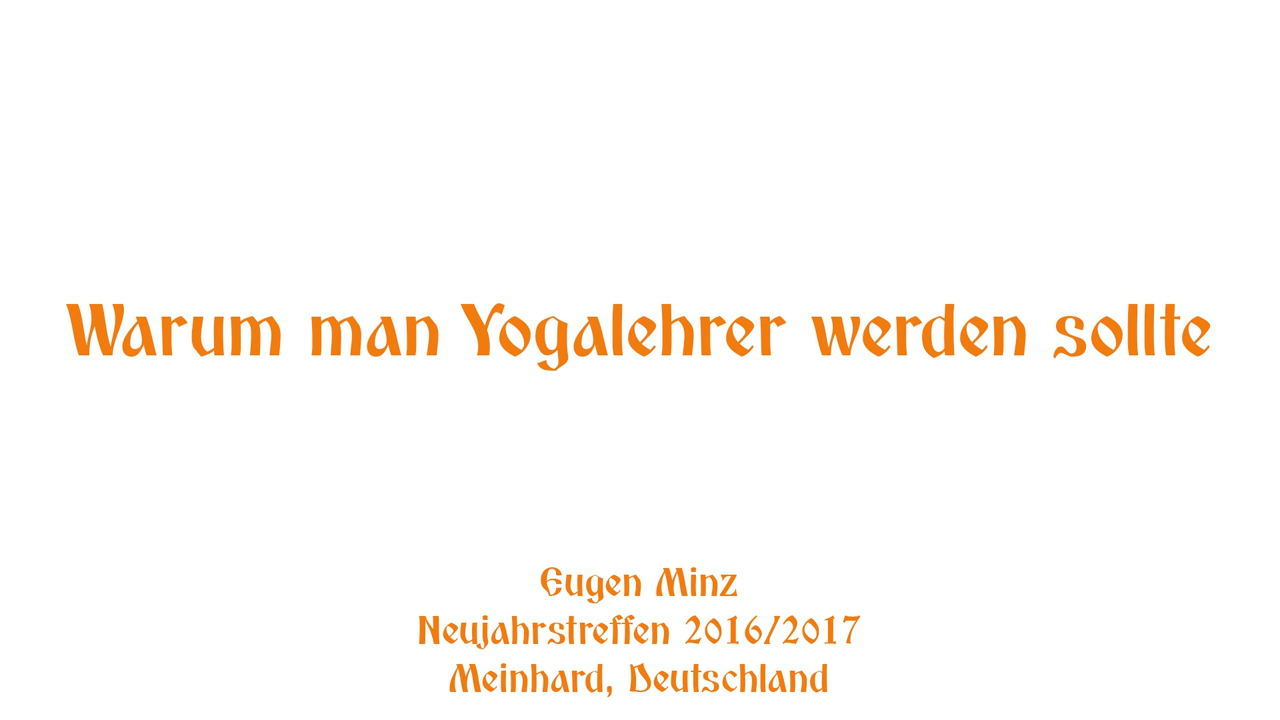 Warum man Yogalehrer werden sollte
Eugen Minz
Neujahrstreffen 2016/2017
Meinhard, Deutschland